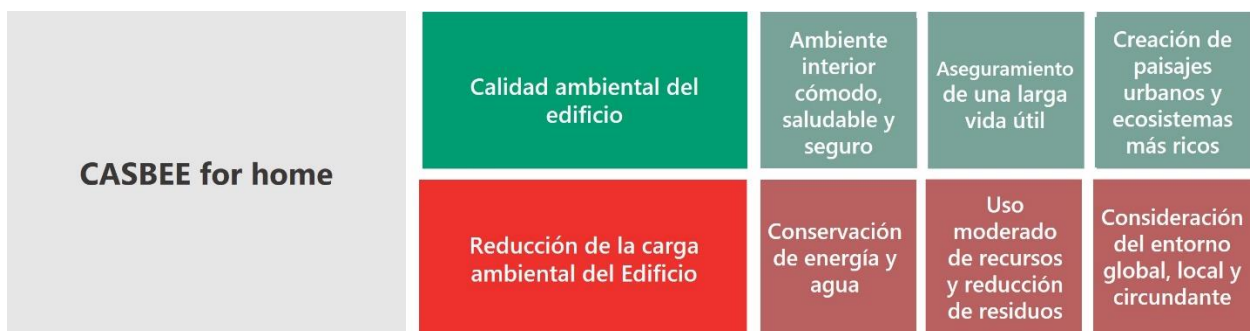 CASBEE for home
Calidad ambiental del
edificio
Ambiente
interior
cómodo,
saludable y
seguro
Aseguramiento
de una larga
vida útil
Creación de
paisajes
urbanos y
ecosistemas
más ricos
Reducción de la carga
ambiental del Edificio
Conservación
de energía y
agua
Uso
moderado
de recursos
y reducción
de residuos
Consideración
del entorno
global, local y
circundante